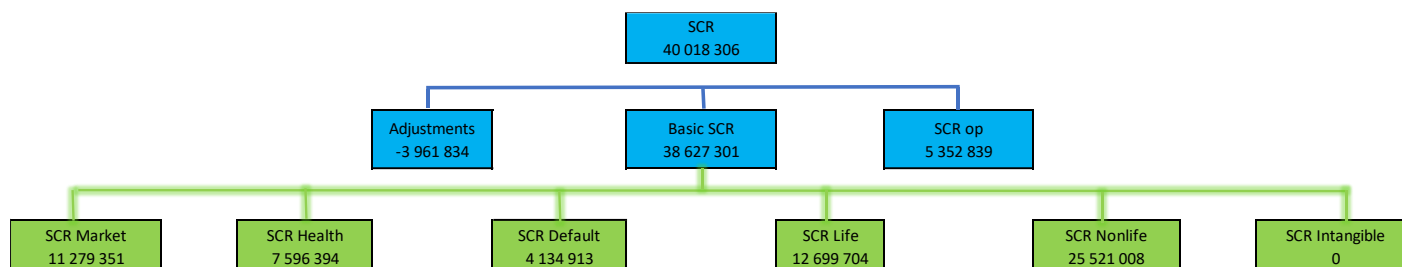 SCR
40 018 306
Adjustments
-3 961 834
Basic SCR
38 627 301
SCR op
5 352 839
SCR Market
11 279 351
SCR Health
7 596 394
SCR Default
4 134 913
SCR Life
12 699 704
SCR Nonlife
25 521 008
SCR Intangible
0